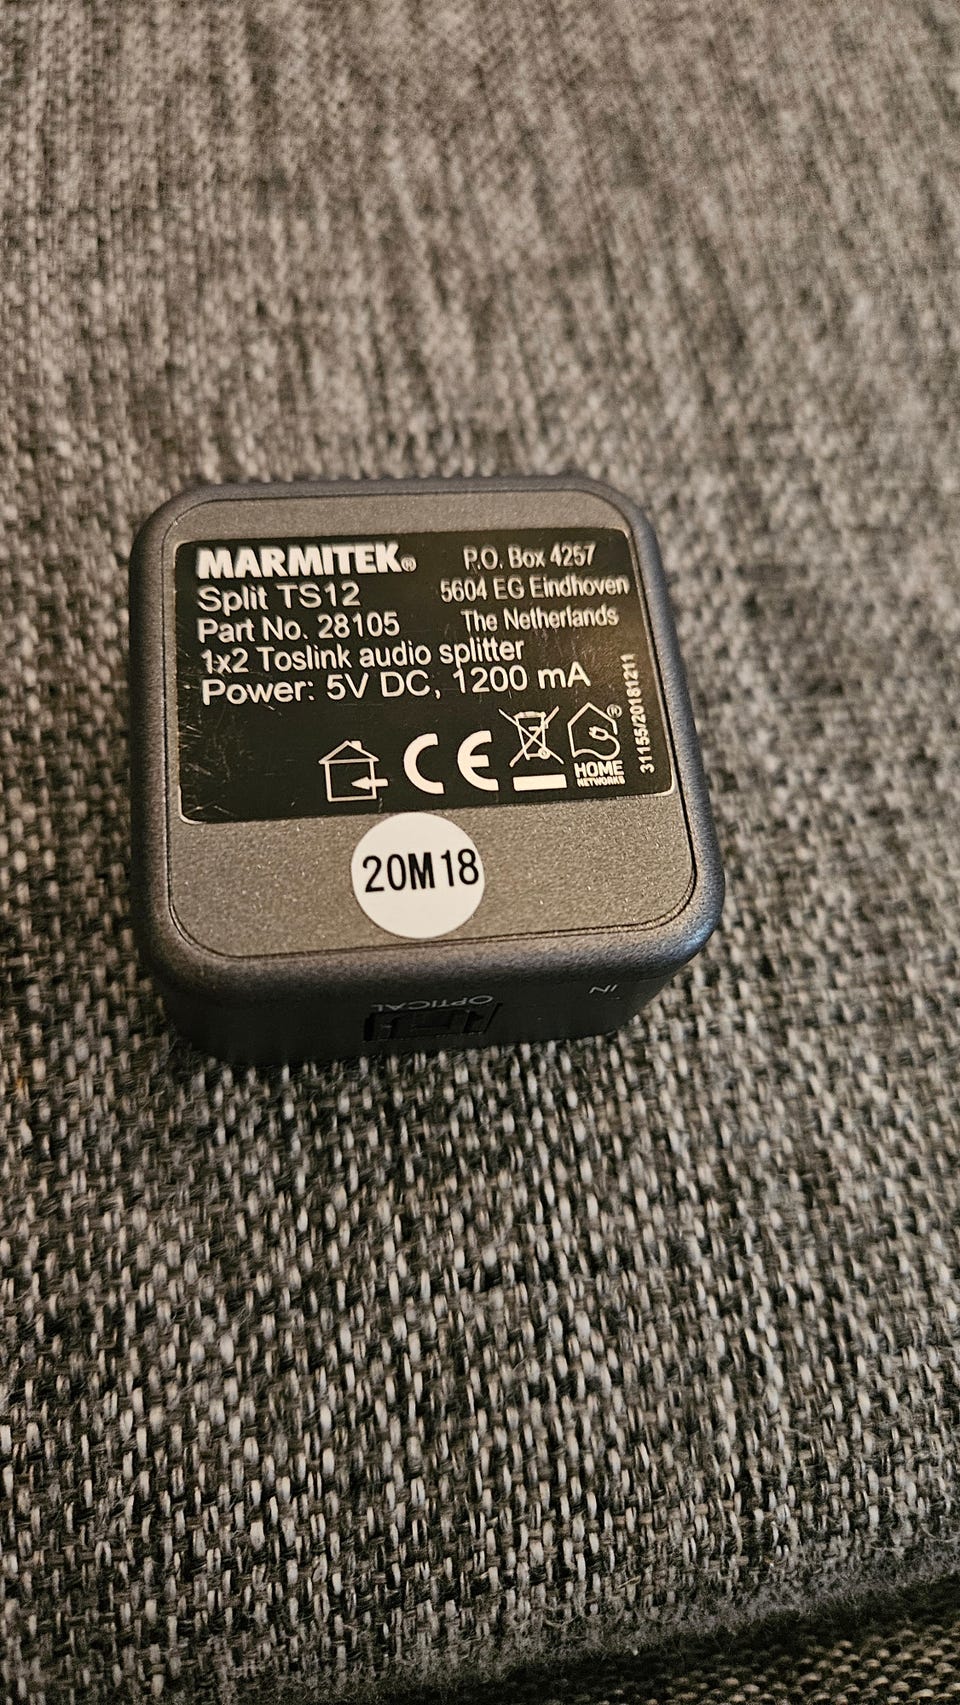 MARMITEK®
Split TS12
Part No. 28105
1x2 Toslink audio splitter
Power: 5V DC, 1200 mA
P.O. Box 4257
5604 EG Eindhoven
The Netherlands
CE
HOME
NETWORKS
®
31155/20181211
20M18
OPTICAL
IN